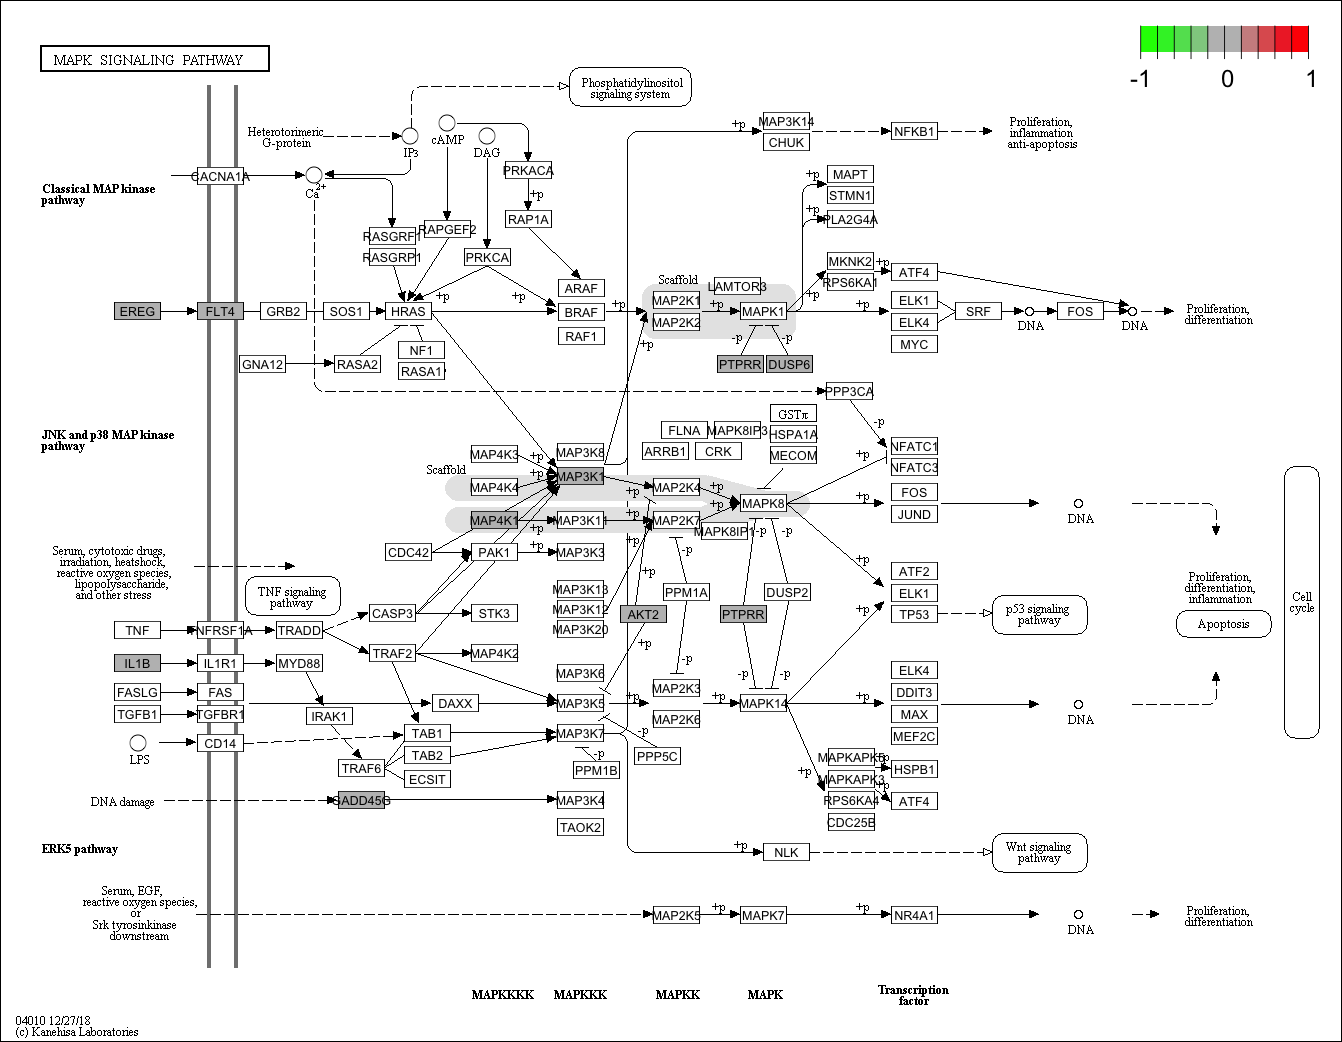 MAPK SIGNALING PATHWAY
-1
0
1
Phosphatidylinositol
signaling system
Heterotorimeric
G-protein
IP3
cAMP
DAG
+p
MAP3K14
CHUK
NFKB1
Proliferation,
inflammation
anti-apoptosis
Classical MAP kinase
pathway
CACNA1A
Ca2+
PRKACA
+p
RAP1A
RASGRF1
RASGRP1
RAPGEF2
PRKCA
+p
MAPT
STMN1
+p
PLA2G4A
MKNK2
RPS6KA1
+p
+p
ATF4
EREG
FLT4
GRB2
SOS1
HRAS
+p
+p
ARAF
BRAF
RAF1
+p
Scaffold
MAP2K1
MAP2K2
+p
LAMTOR3
MAPK1
+p
ELK1
ELK4
MYC
SRF
DNA
FOS
DNA
Proliferation,
differentiation
GNA12
RASA2
NF1
RASA1
+p
-p
-p
PTPRR
DUSP6
PPP3CA
-p
JNK and p38 MAP kinase
pathway
Scaffold
MAP4K3
MAP4K4
MAP4K1
+p
+p
+p
MAP3K8
MAP3K1
MAP3K11
+p
+p
FLNA
MAPK8IP3
ARRB1
CRK
GSTπ
HSPA1A
MECOM
MAP2K4
MAP2K7
+p
+p
MAPK8
MAPK8IP1
+p
NFATC1
NFATC3
FOS
JUND
DNA
CDC42
PAK1
+p
MAP3K3
+p
-p
-p
-p
+p
Serum, cytotoxic drugs,
irradiation, heatshock,
reactive oxygen species,
lipopolysaccharide,
and other stress
TNF signaling
pathway
CASP3
STK3
MAP3K13
MAP3K12
MAP3K20
+p
AKT2
PPM1A
PTPRR
DUSP2
+p
ATF2
ELK1
TP53
p53 signaling
pathway
Proliferation,
differentiation,
inflammation
Apoptosis
Cell
cycle
TNF
TNFRSF1A
TRADD
TRAF2
MAP4K2
+p
IL1B
IL1R1
MYD88
MAP3K6
-p
-p
-p
FASLG
FAS
TGFB1
TGFBR1
IRAK1
DAXX
MAP3K5
+p
MAP2K3
MAP2K6
+p
MAPK14
+p
ELK4
DDIT3
MAX
MEF2C
DNA
LPS
CD14
TAB1
TAB2
ECSIT
TRAF6
MAP3K7
-p
-p
PPM1B
PPP5C
+p
MAPKAPK5
MAPKAPK3
RPS6KA4
CDC25B
+p
+p
HSPB1
ATF4
DNA damage
GADD45G
MAP3K4
TAOK2
ERK5 pathway
+p
NLK
Wnt signaling
pathway
Serum, EGF,
reactive oxygen species,
or
Srk tyrosinkinase
downstream
MAP2K5
+p
MAPK7
+p
NR4A1
DNA
Proliferation,
differentiation
MAPKKKK
MAPKKK
MAPKK
MAPK
Transcription
factor
04010 12/27/18
(c) Kanehisa Laboratories